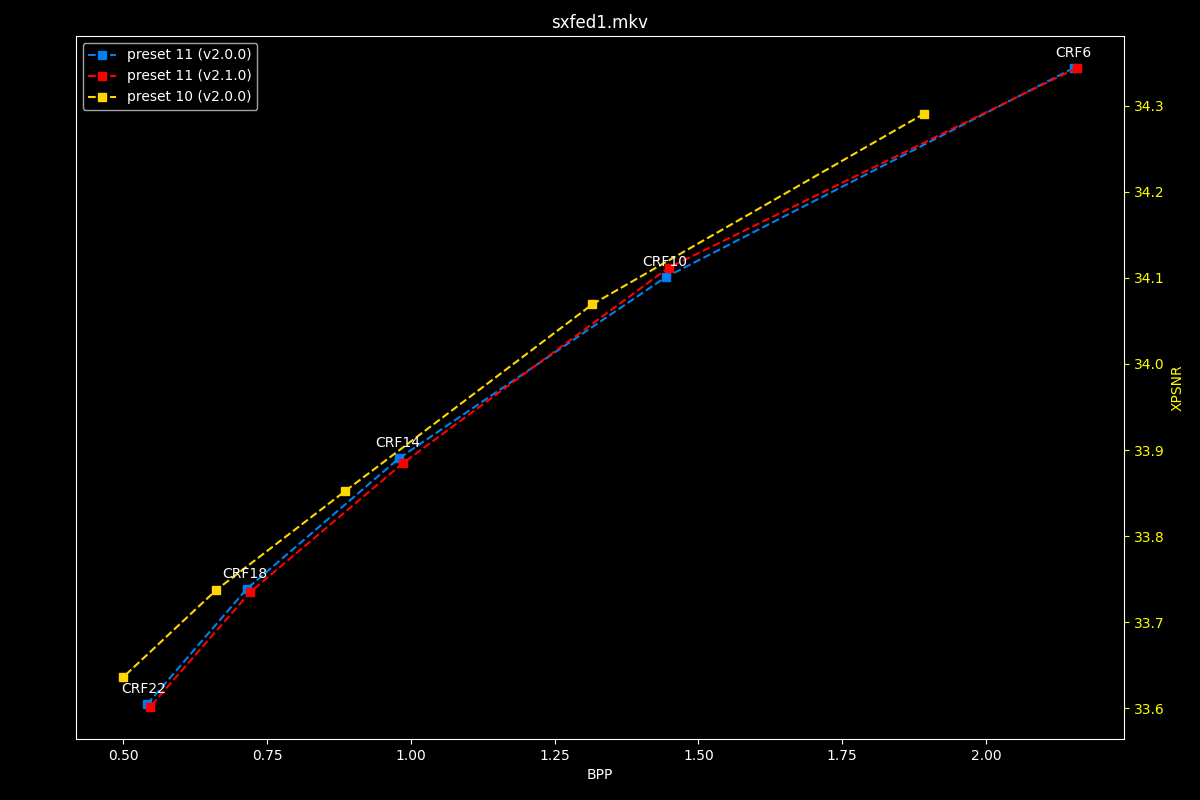 sxfed1.mkv
preset 11 (v2.0.0)
preset 11 (v2.1.0)
preset 10 (v2.0.0)
CRF6
CRF10
CRF14
CRF18
CRF22
34.3
34.2
34.1
34.0
33.9
33.8
33.7
33.6
XPSNR
0.50 0.75 1.00 1.25 1.50 1.75 2.00
BPP